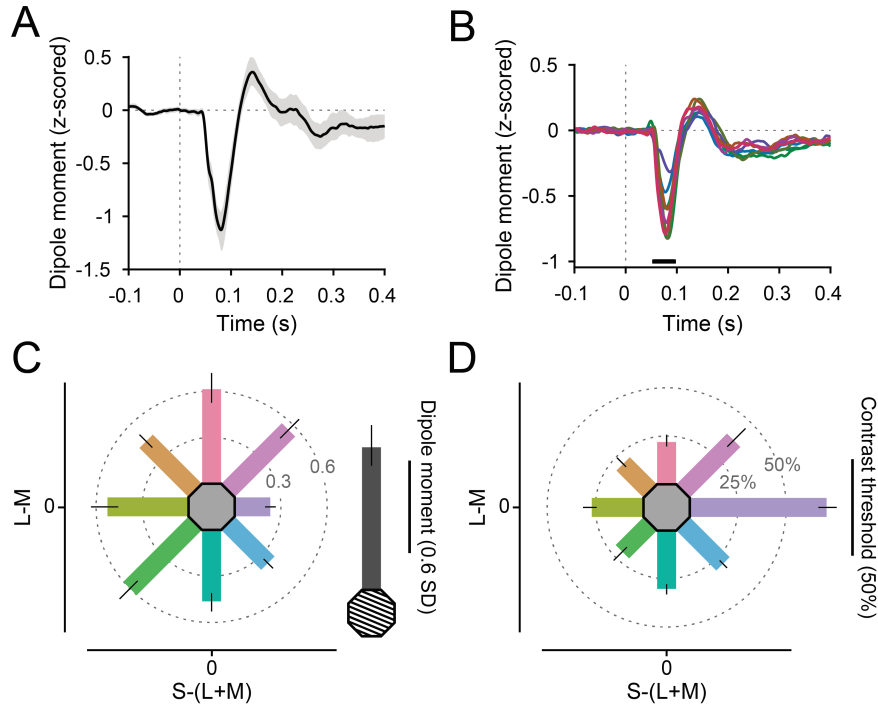 A
Dipole moment (z-scored)
0.5
0
-0.5
-1
-1.5
-0.1
0
0.1
0.2
0.3
0.4
Time (s)
B
Dipole moment (z-scored)
0.5
0
-0.5
-1
-0.1
0
0.1
0.2
0.3
0.4
Time (s)
C
L-M
0
0.3
0.6
Dipole moment (0.6 SD)
0
S-(L+M)
D
L-M
0
25%
50%
Contrast threshold (50%)
0
S-(L+M)